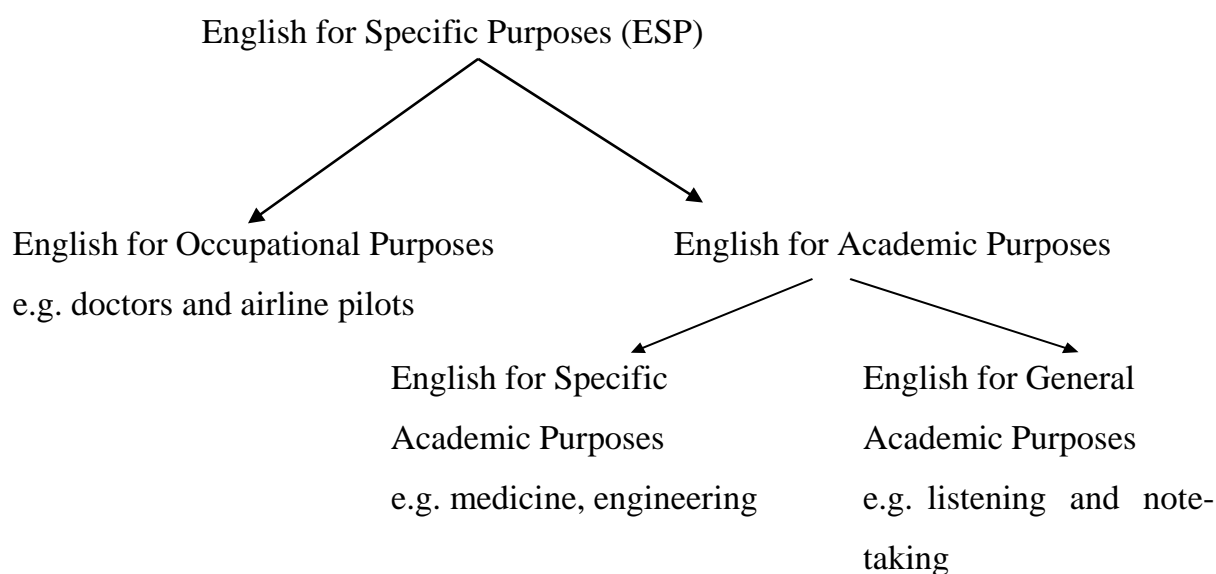 English for Specific Purposes (ESP)
English for Occupational Purposes
e.g. doctors and airline pilots
English for Academic Purposes
English for Specific
Academic Purposes
e.g. medicine, engineering
English for General
Academic Purposes
e.g. listening and note-
taking